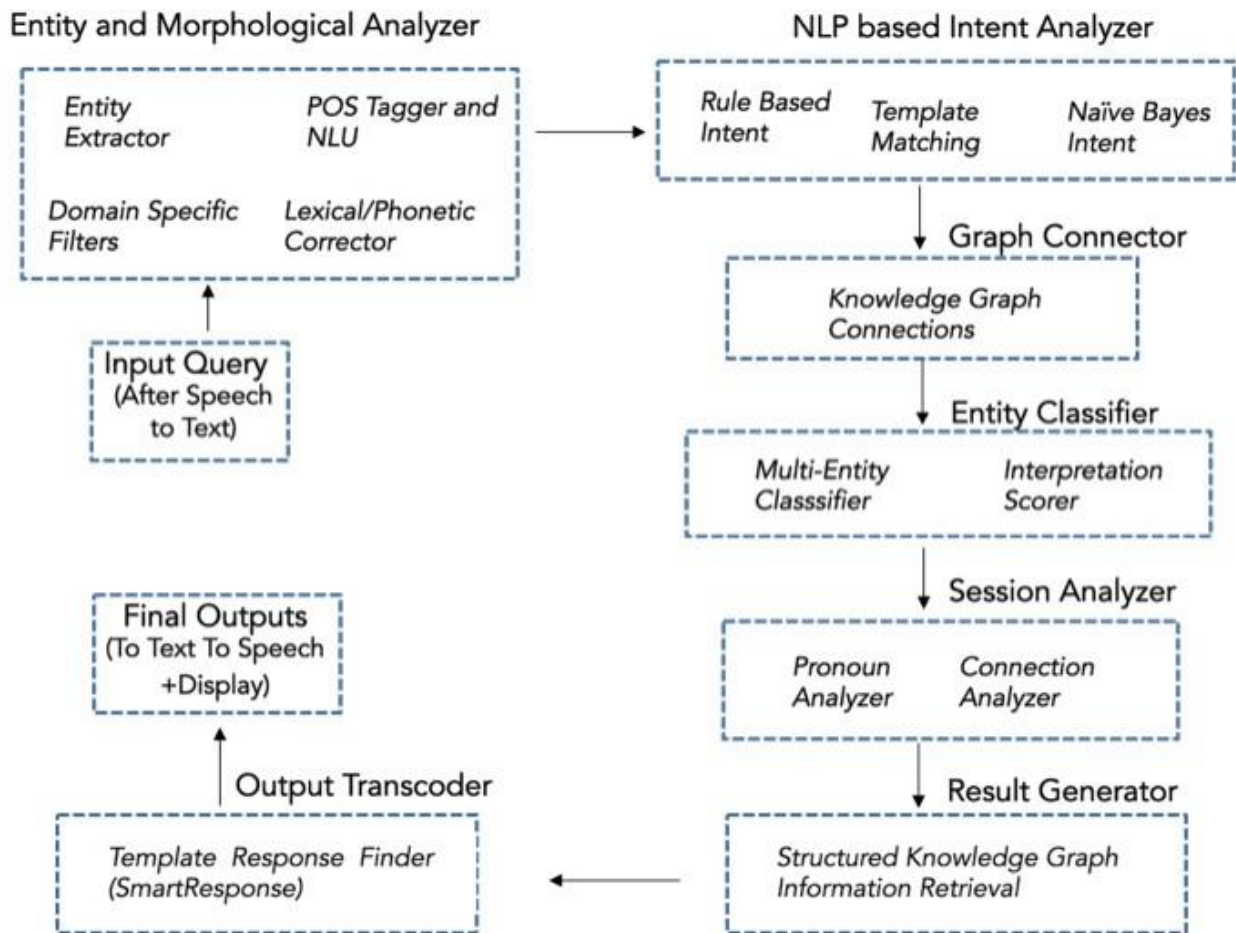 Entity and Morphological Analyzer
Entity
Extractor
POS Tagger and
NLU
Domain Specific
Filters
Lexical/Phonetic
Corrector
Input Query
(After Speech
to Text)
NLP based Intent Analyzer
Rule Based
Intent
Template
Matching
Naïve Bayes
Intent
Graph Connector
Knowledge Graph
Connections
Entity Classifier
Multi-Entity
Classsifier
Interpretation
Scorer
Session Analyzer
Pronoun
Analyzer
Connection
Analyzer
Result Generator
Structured Knowledge Graph
Information Retrieval
Output Transcoder
Template Response Finder
(SmartResponse)
Final Outputs
(To Text To Speech
+Display)